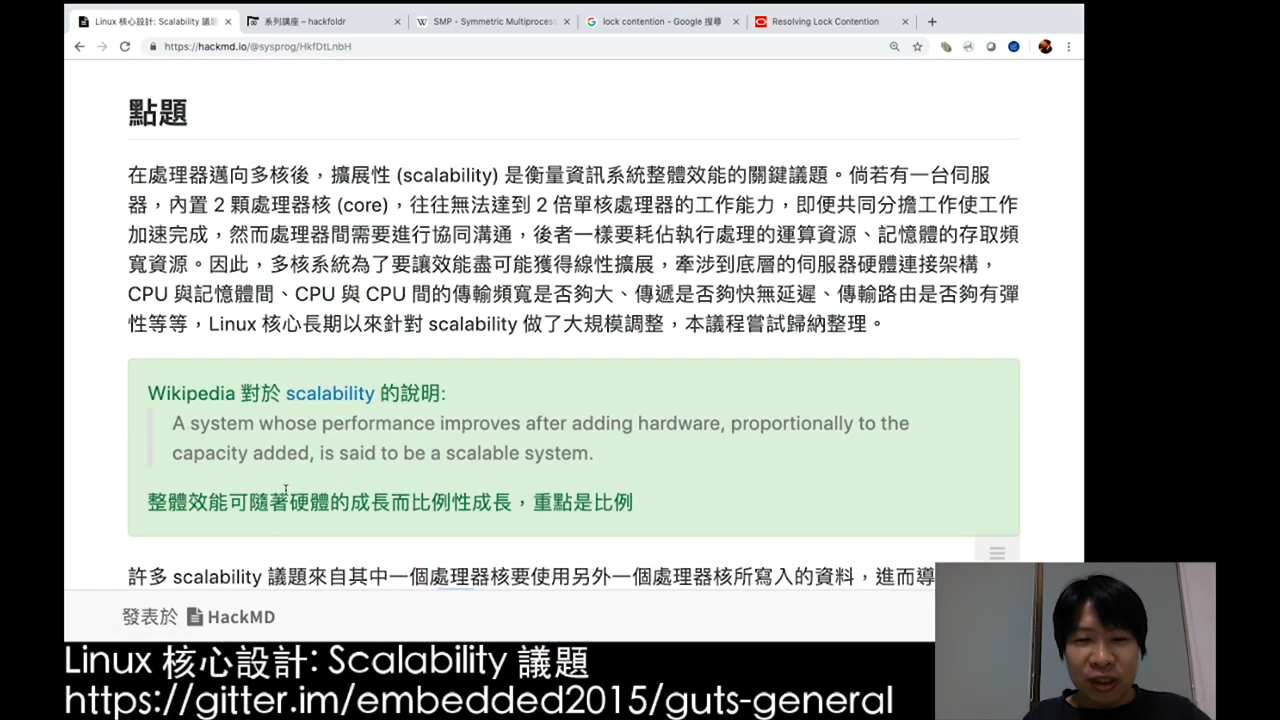 Linux 核心設計: Scalability 議題
系列講座 – hackfoldr
SMP - Symmetric Multiprocess
lock contention - Google 搜尋
Resolving Lock Contention
https://hackmd.io/@sysprog/HkfDtLnbH
點題
在處理器邁向多核後，擴展性 (scalability) 是衡量資訊系統整體效能的關鍵議題。倘若有一台伺服
器，內置 2 顆處理器核 (core)，往往無法達到 2 倍單核處理器的工作能力，即便共同分擔工作使工作
加速完成，然而處理器間需要進行協同溝通，後者一樣要耗佔執行處理的運算資源、記憶體的存取頻
寬資源。因此，多核系統為了要讓效能盡可能獲得線性擴展，牽涉到底層的伺服器硬體連接架構，
CPU 與記憶體間、CPU 與 CPU 間的傳輸頻寬是否夠大、傳遞是否夠快無延遲、傳輸路由是否夠有彈
性等等，Linux 核心長期以來針對 scalability 做了大規模調整，本議程嘗試歸納整理。
Wikipedia 對於 scalability 的說明:
A system whose performance improves after adding hardware, proportionally to the
capacity added, is said to be a scalable system.
整體效能可隨著硬體的成長而比例性成長，重點是比例
許多 scalability 議題來自其中一個處理器核要使用另外一個處理器核所寫入的資料，進而導
發表於 HackMD
Linux 核心設計: Scalability 議題
https://gitter.im/embedded2015/guts-general